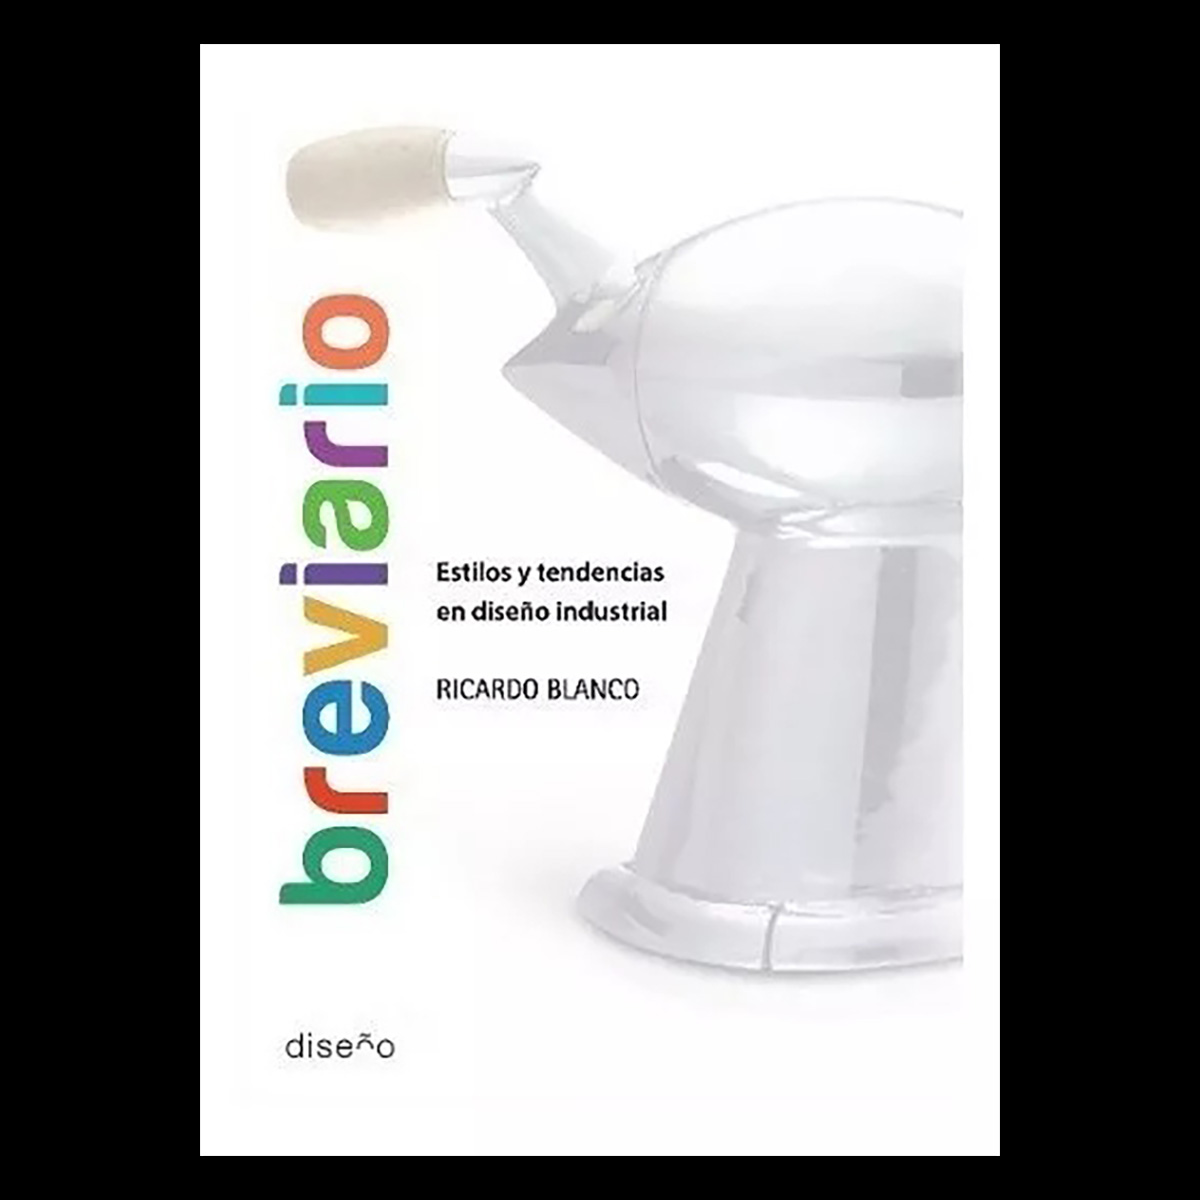 breviario
Estilos y tendencias
en diseño industrial
RICARDO BLANCO
diseño